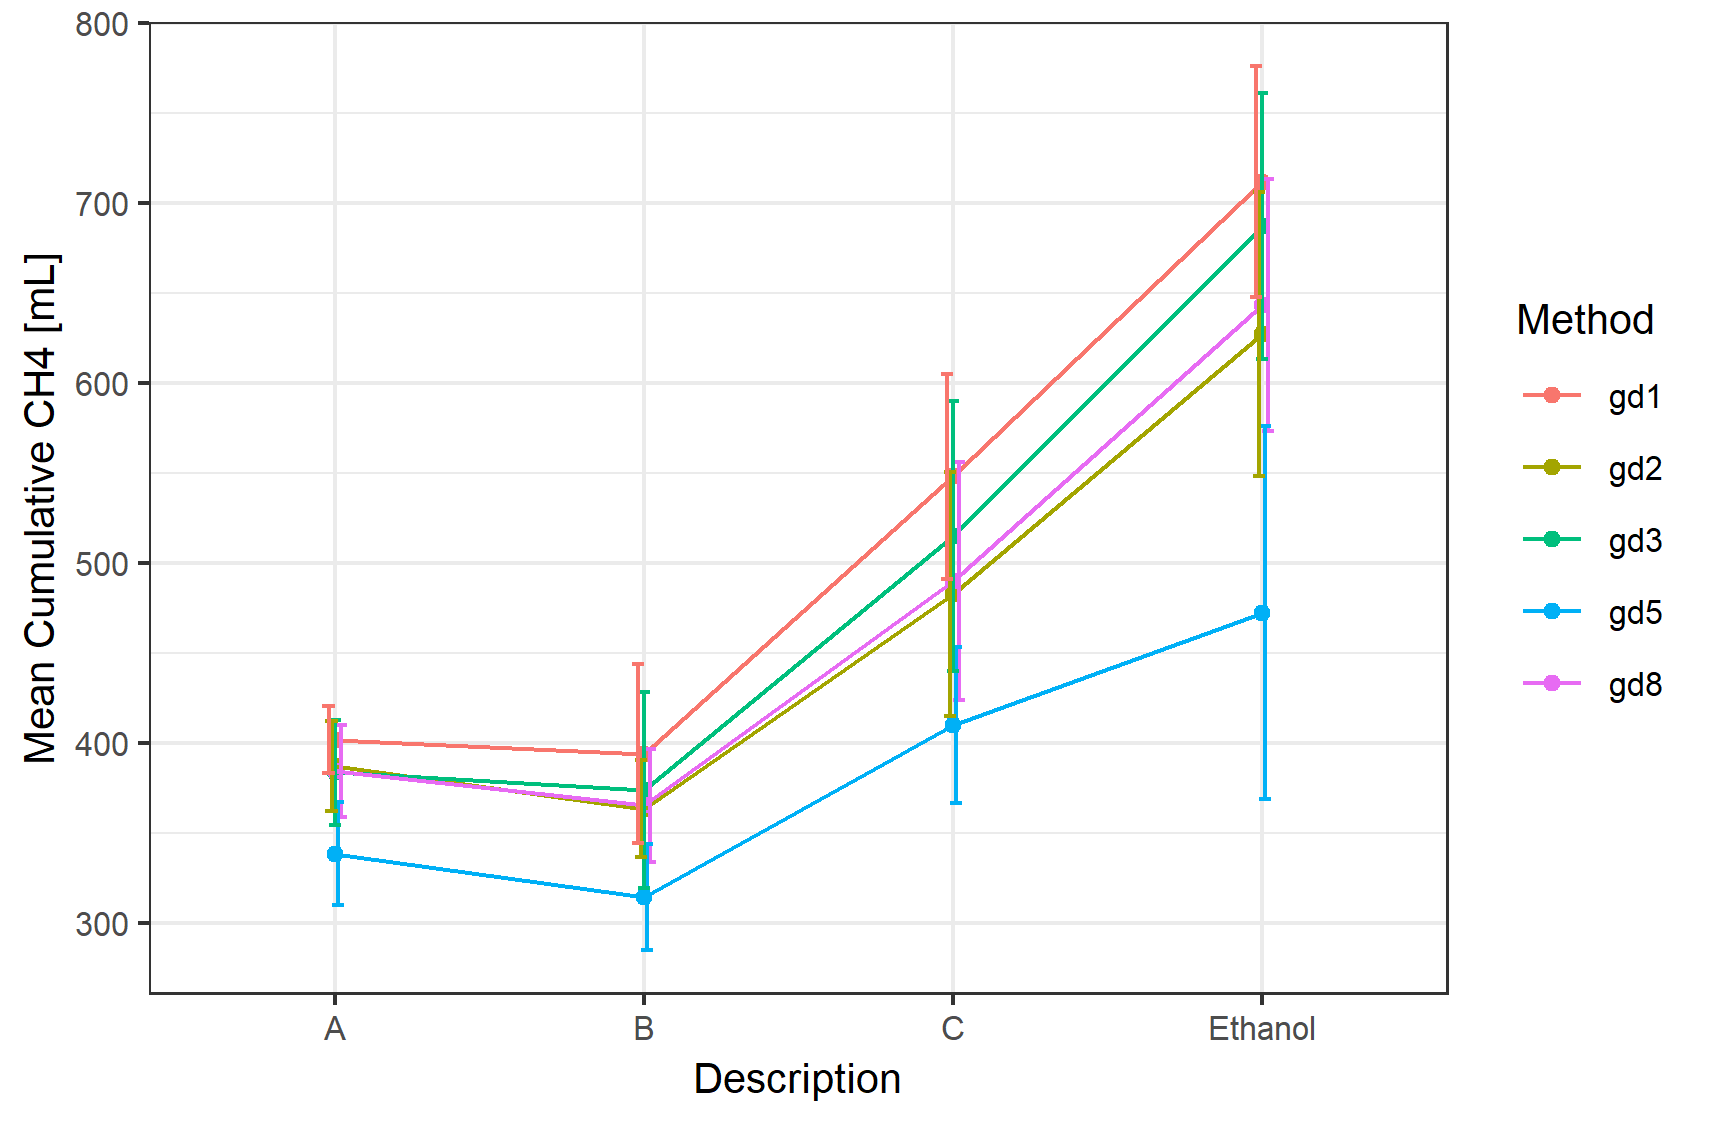 Mean Cumulative CH4 [mL]
800
700
600
500
400
300
A
B
C
Ethanol
Description
Method
gd1
gd2
gd3
gd5
gd8